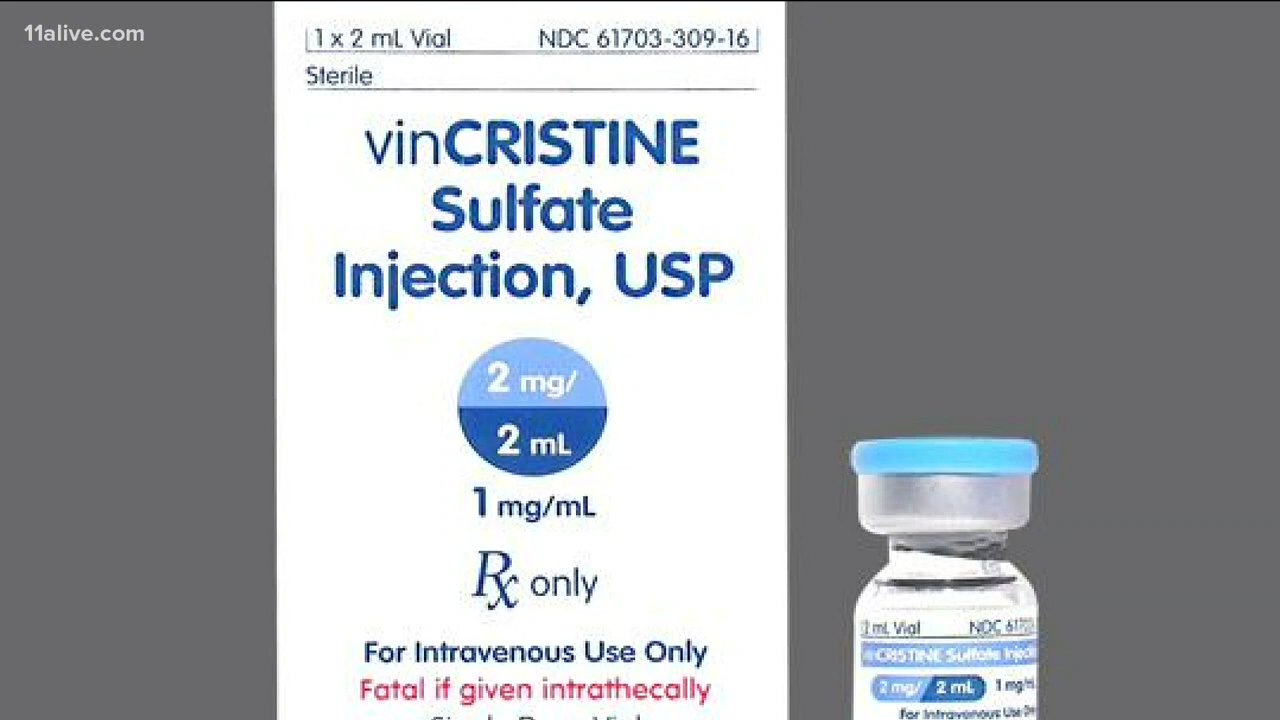 11alive.com
1 x 2 mL Vial NDC 61703-309-16
Sterile
vinCRISTINE
Sulfate
Injection, USP
2 mg/
2 mL
1 mg/mL
Rx only
For Intravenous Use Only
Fatal if given intrathecally
2 mL Vial NDC
CRISTINE Sulfate
2 mg/ 2 mL 1
For Intravenous Use